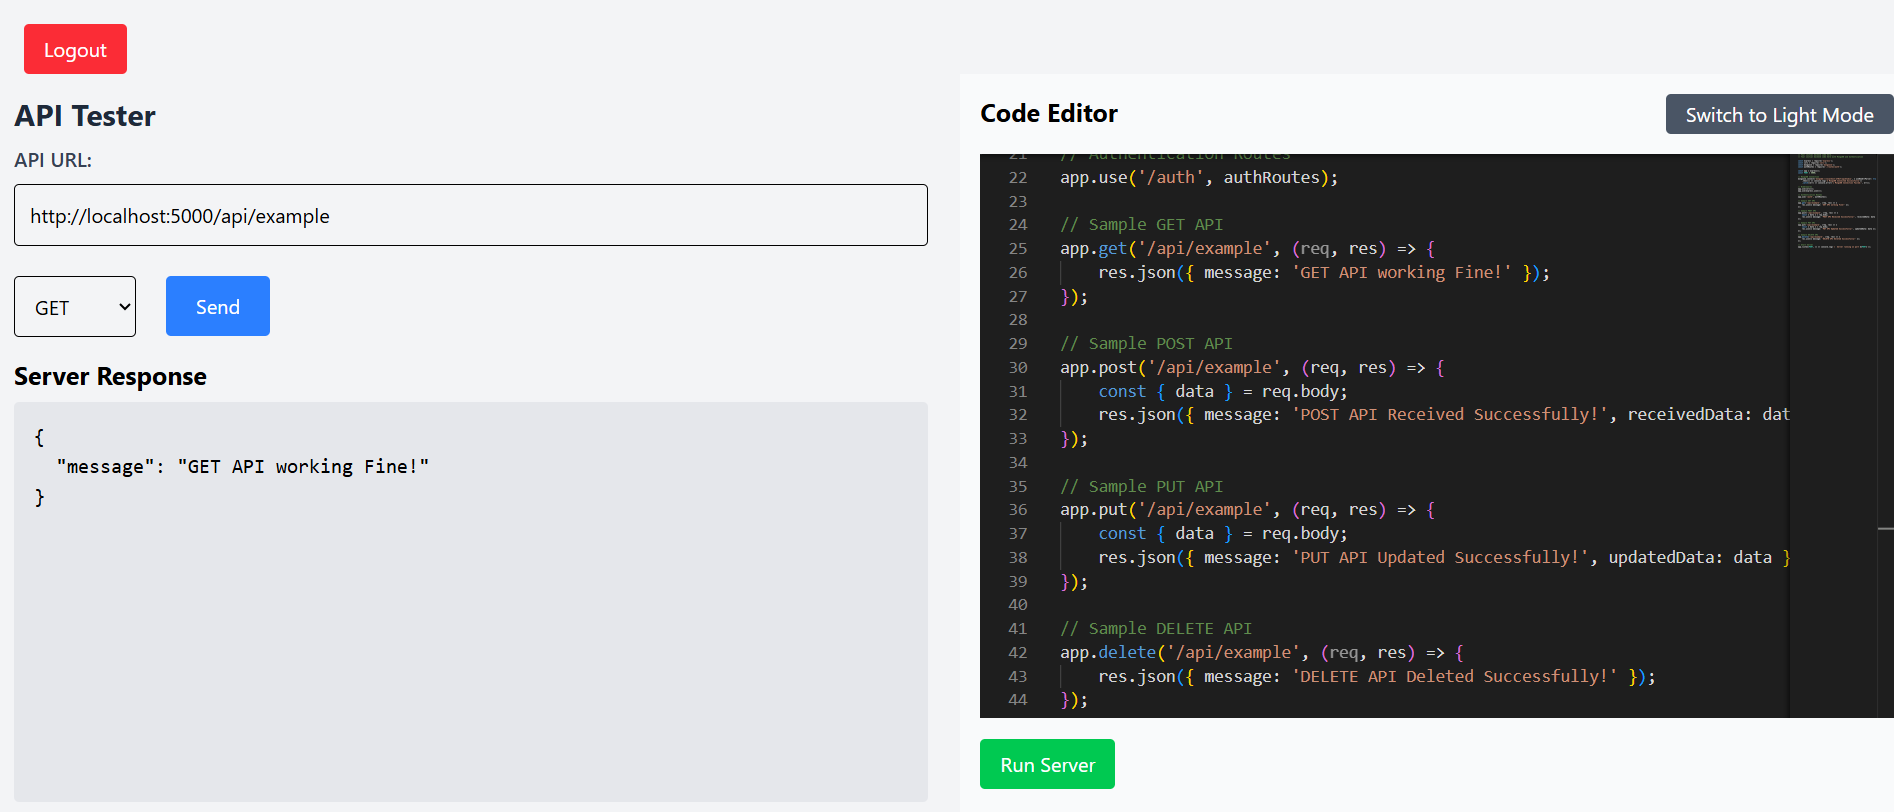 Logout
API Tester
API URL:
http://localhost:5000/api/example
GET
Send
Server Response
{
  "message": "GET API working Fine!"
}
Code Editor
Switch to Light Mode
21 // Authentication Routes
22 app.use('/auth', authRoutes);
23
24 // Sample GET API
25 app.get('/api/example', (req, res) => {
26     res.json({ message: 'GET API working Fine!' });
27 });
28
29 // Sample POST API
30 app.post('/api/example', (req, res) => {
31     const { data } = req.body;
32     res.json({ message: 'POST API Received Successfully!', receivedData: dat
33 });
34
35 // Sample PUT API
36 app.put('/api/example', (req, res) => {
37     const { data } = req.body;
38     res.json({ message: 'PUT API Updated Successfully!', updatedData: data }
39 });
40
41 // Sample DELETE API
42 app.delete('/api/example', (req, res) => {
43     res.json({ message: 'DELETE API Deleted Successfully!' });
44 });
Run Server